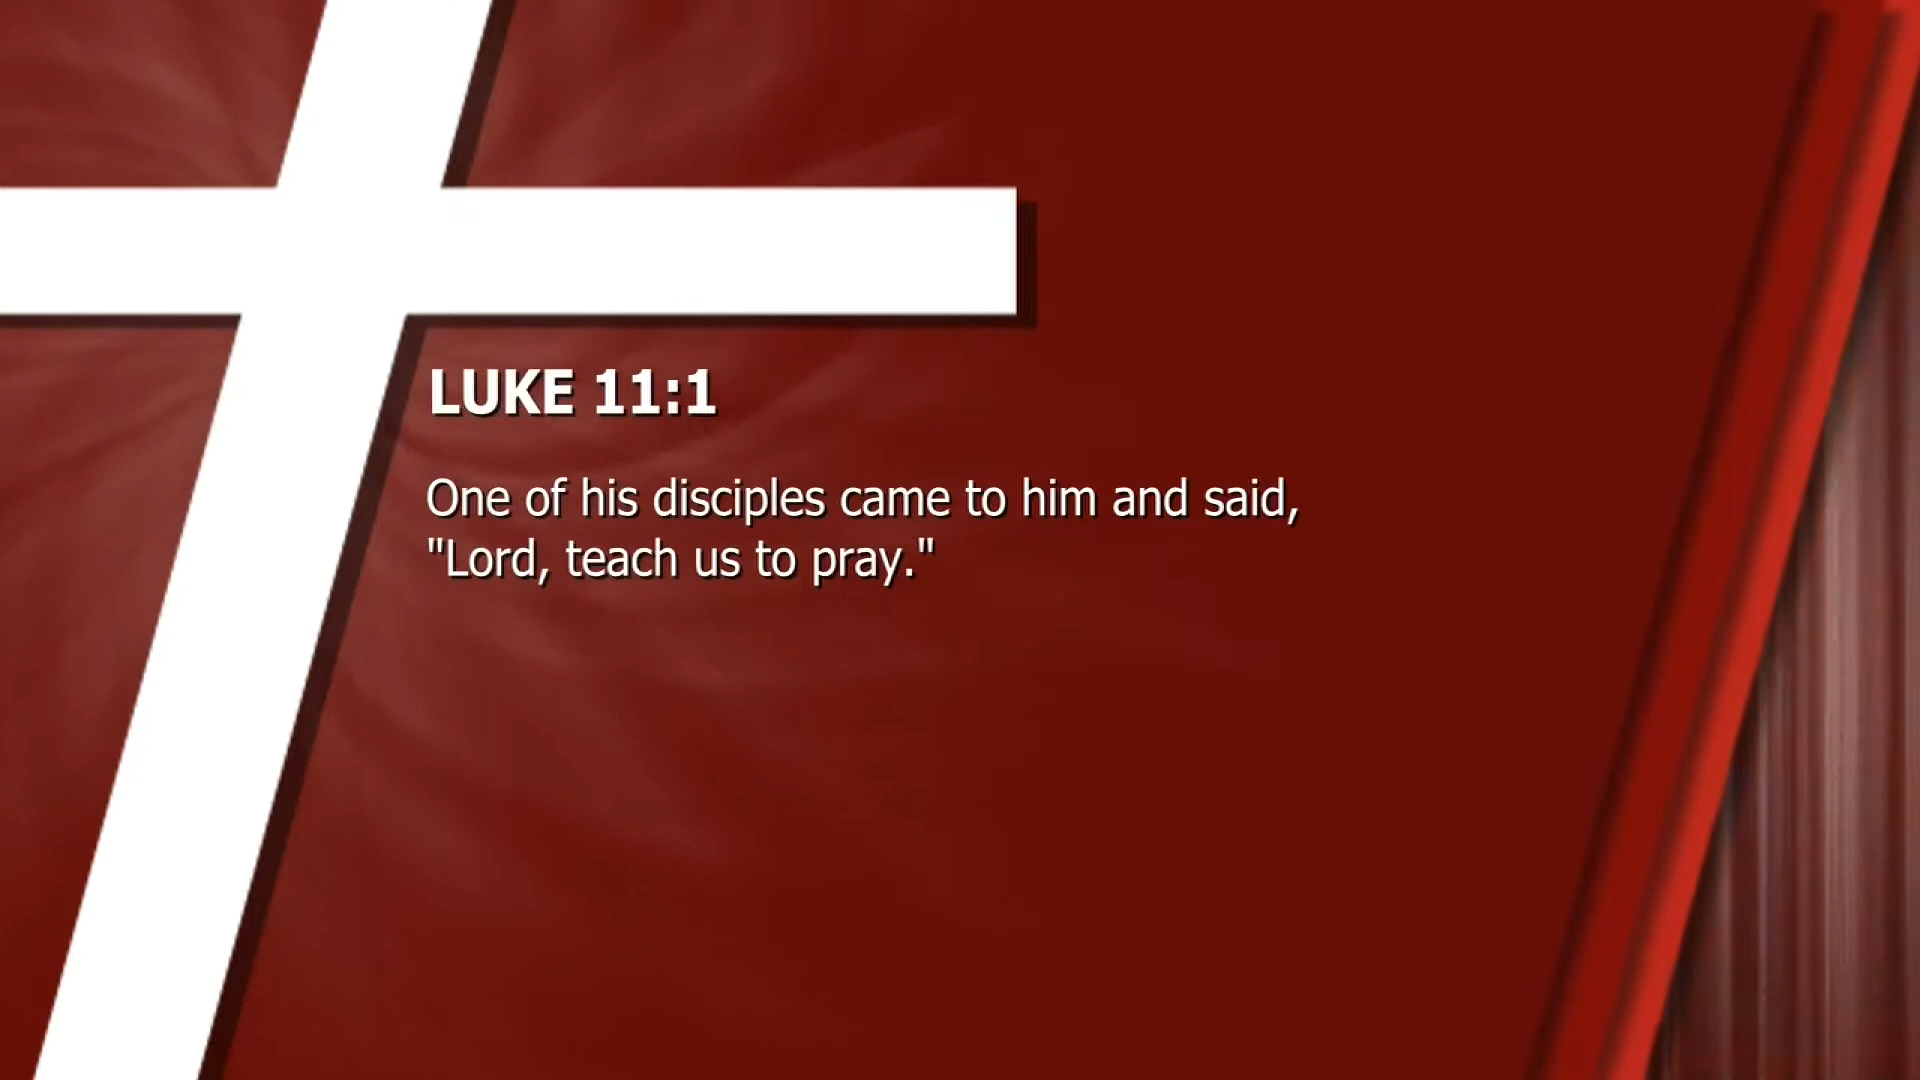 LUKE 11:1
One of his disciples came to him and said,
"Lord, teach us to pray."